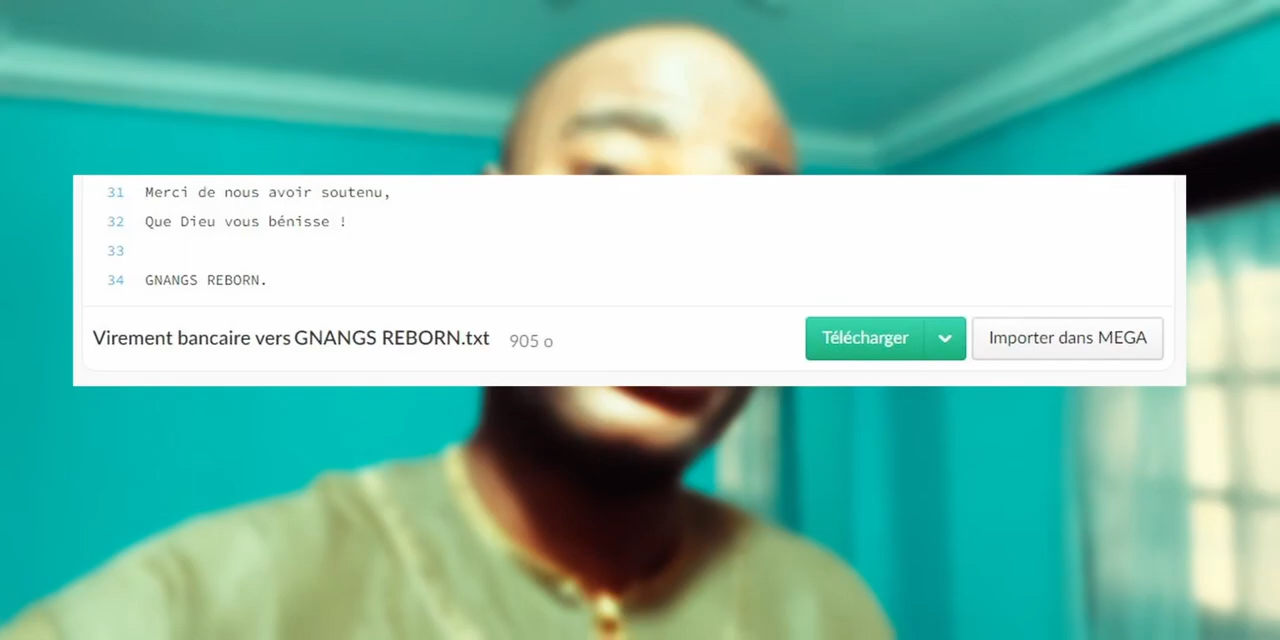 31 Merci de nous avoir soutenu,
32 Que Dieu vous bénisse !
33
34 GNANGS REBORN.
Virement bancaire vers GNANGS REBORN.txt 905 o Télécharger Importer dans MEGA